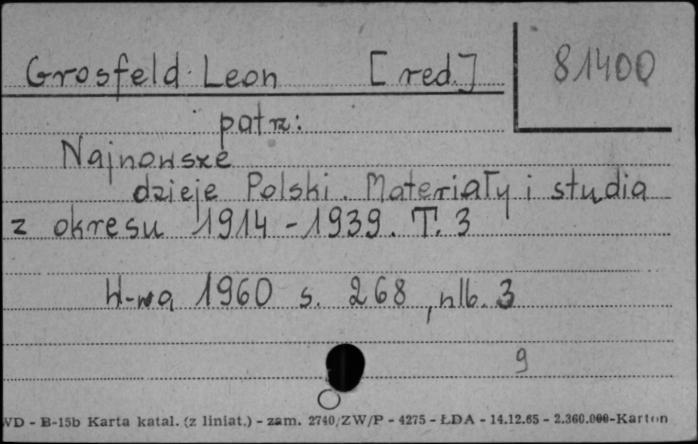 Grosfeld Leon [red.] 81400
patrz:
Najnowsze
dzieje Polski. Materiały i studia
z okresu 1914-1939. T. 3
W-wa 1960 s. 268, nlb. 3
9
WD - B-15b Karta katal. (z liniat.) - zam. 2740/ZW/P - 4275 - ŁDA - 14.12.65 - 2.360.000-Karton